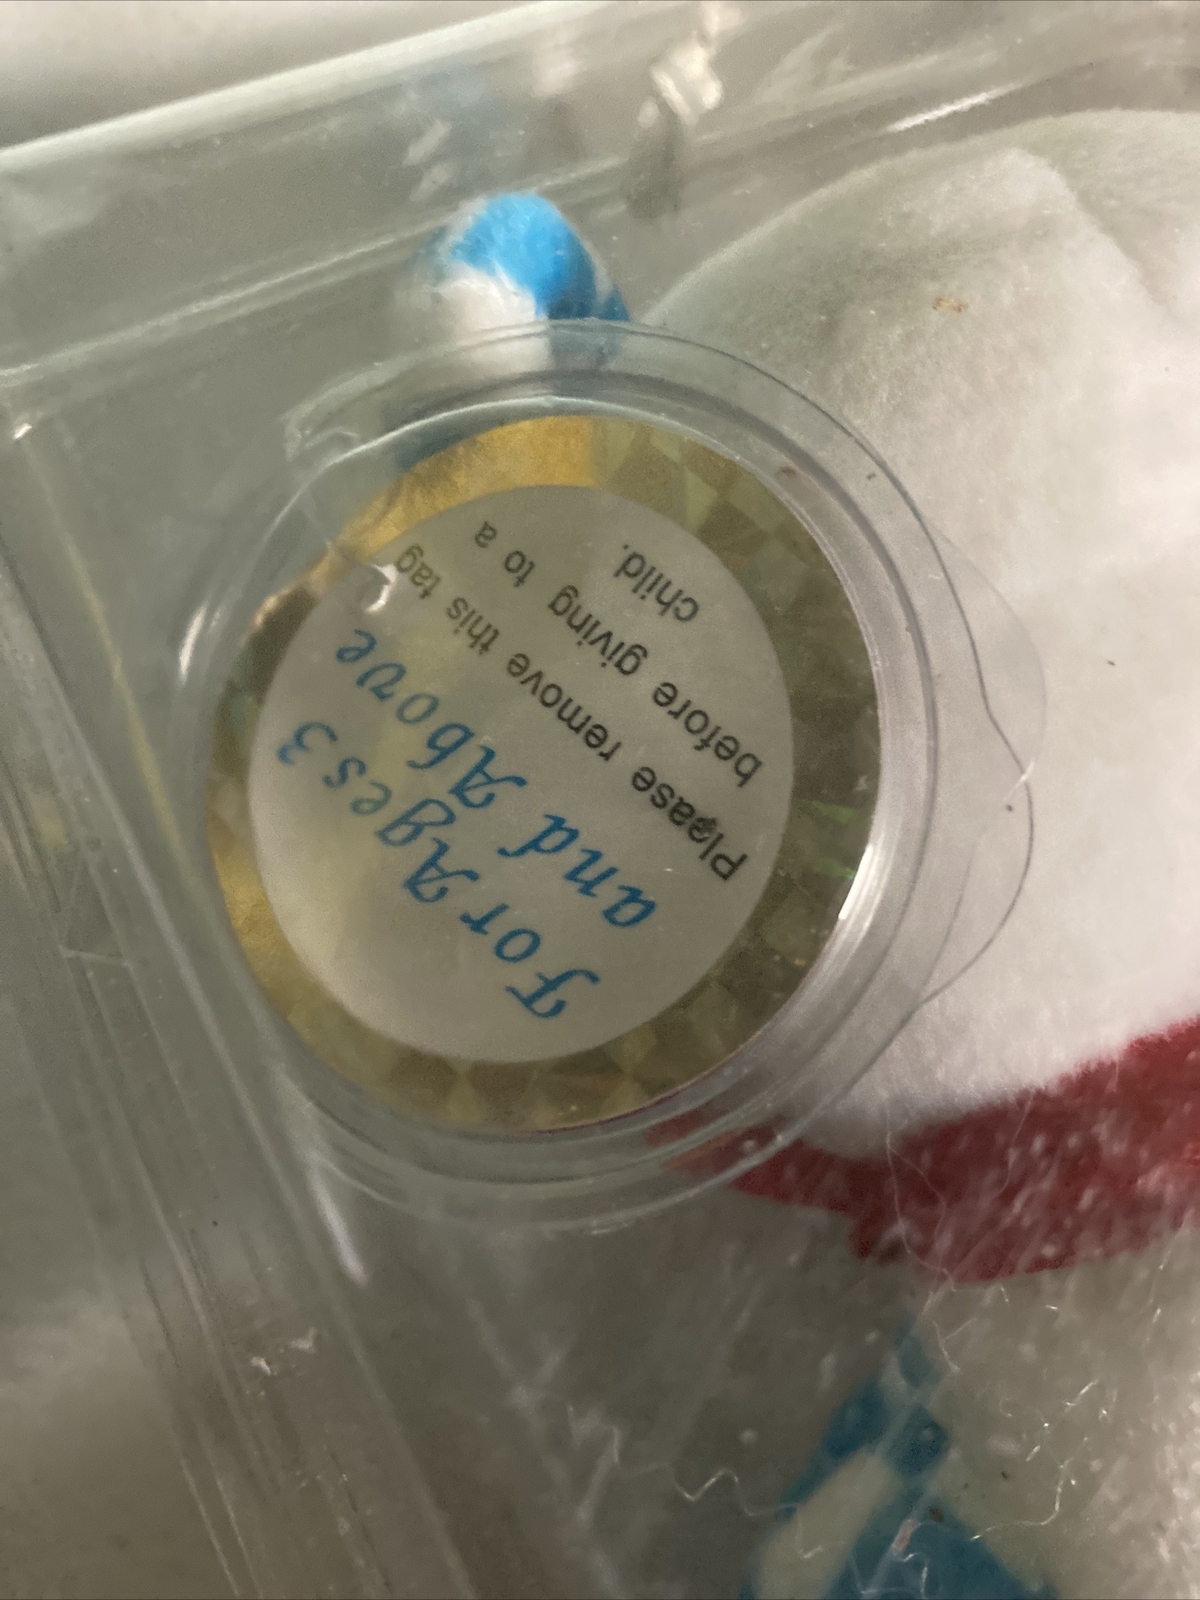 For Ages 3
and Above
Please remove this tag
before giving to a
child.